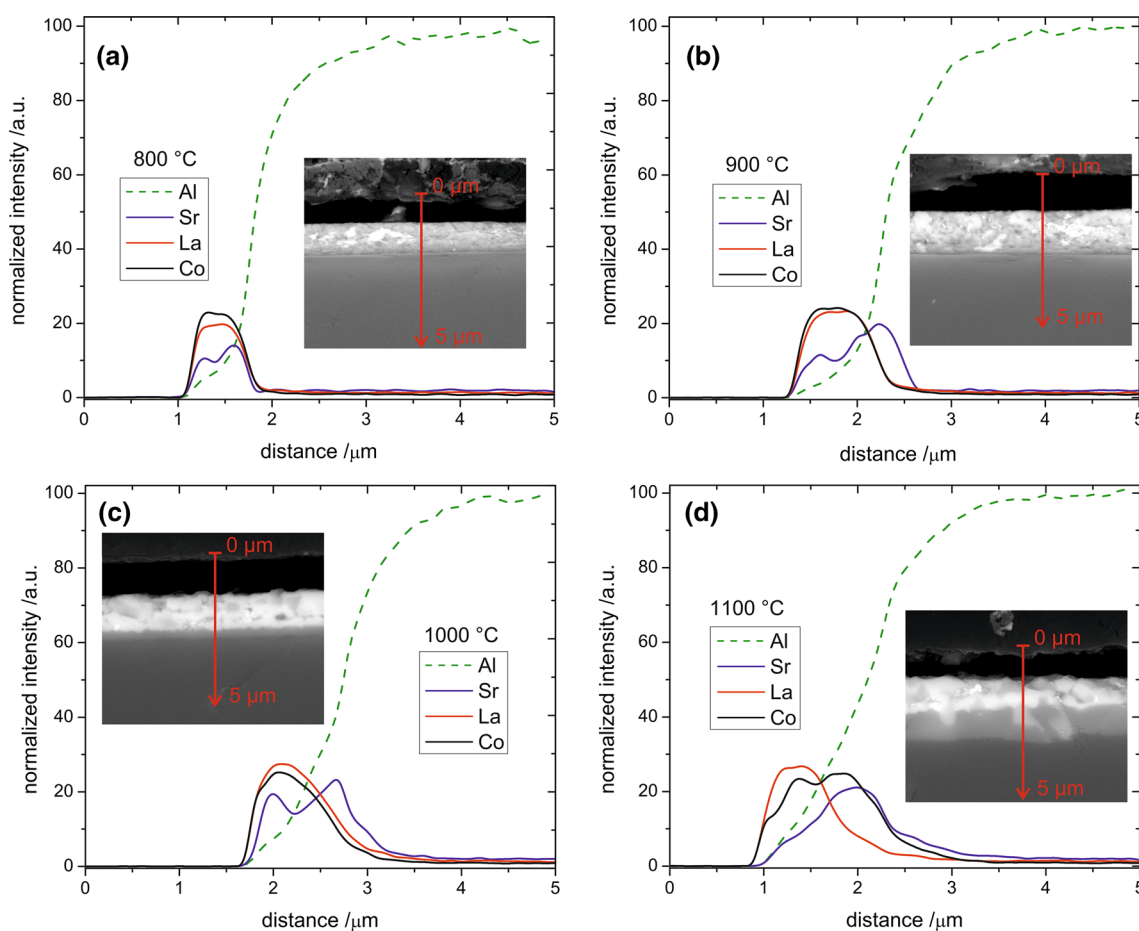 (a)
800 °C
Al
Sr
La
Co
0 µm
5 µm
normalized intensity /a.u.
0
20
40
60
80
100
0 1 2 3 4 5
distance /µm
(b)
900 °C
Al
Sr
La
Co
0 µm
5 µm
normalized intensity /a.u.
0
20
40
60
80
100
0 1 2 3 4 5
distance /µm
(c)
1000 °C
Al
Sr
La
Co
0 µm
5 µm
normalized intensity /a.u.
0
20
40
60
80
100
0 1 2 3 4 5
distance /µm
(d)
1100 °C
Al
Sr
La
Co
0 µm
5 µm
normalized intensity /a.u.
0
20
40
60
80
100
0 1 2 3 4 5
distance /µm